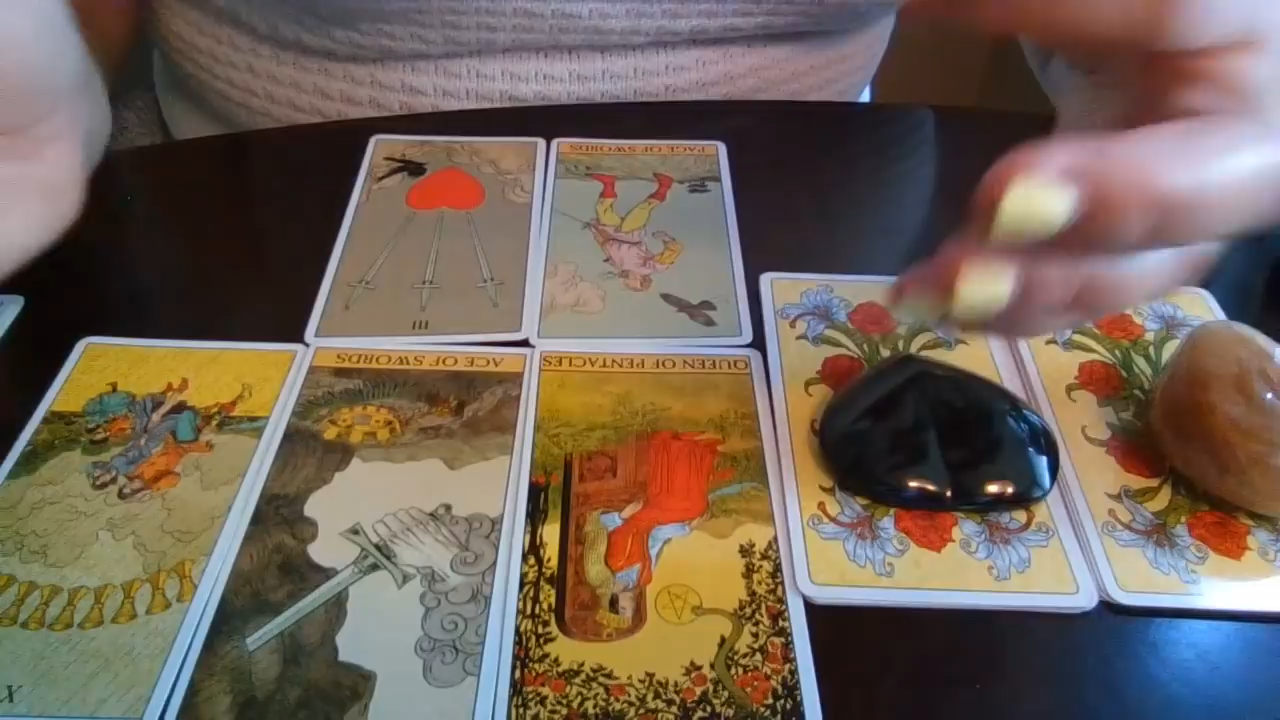 PAGE OF SWORDS
III
ACE OF SWORDS
QUEEN OF PENTACLES
X